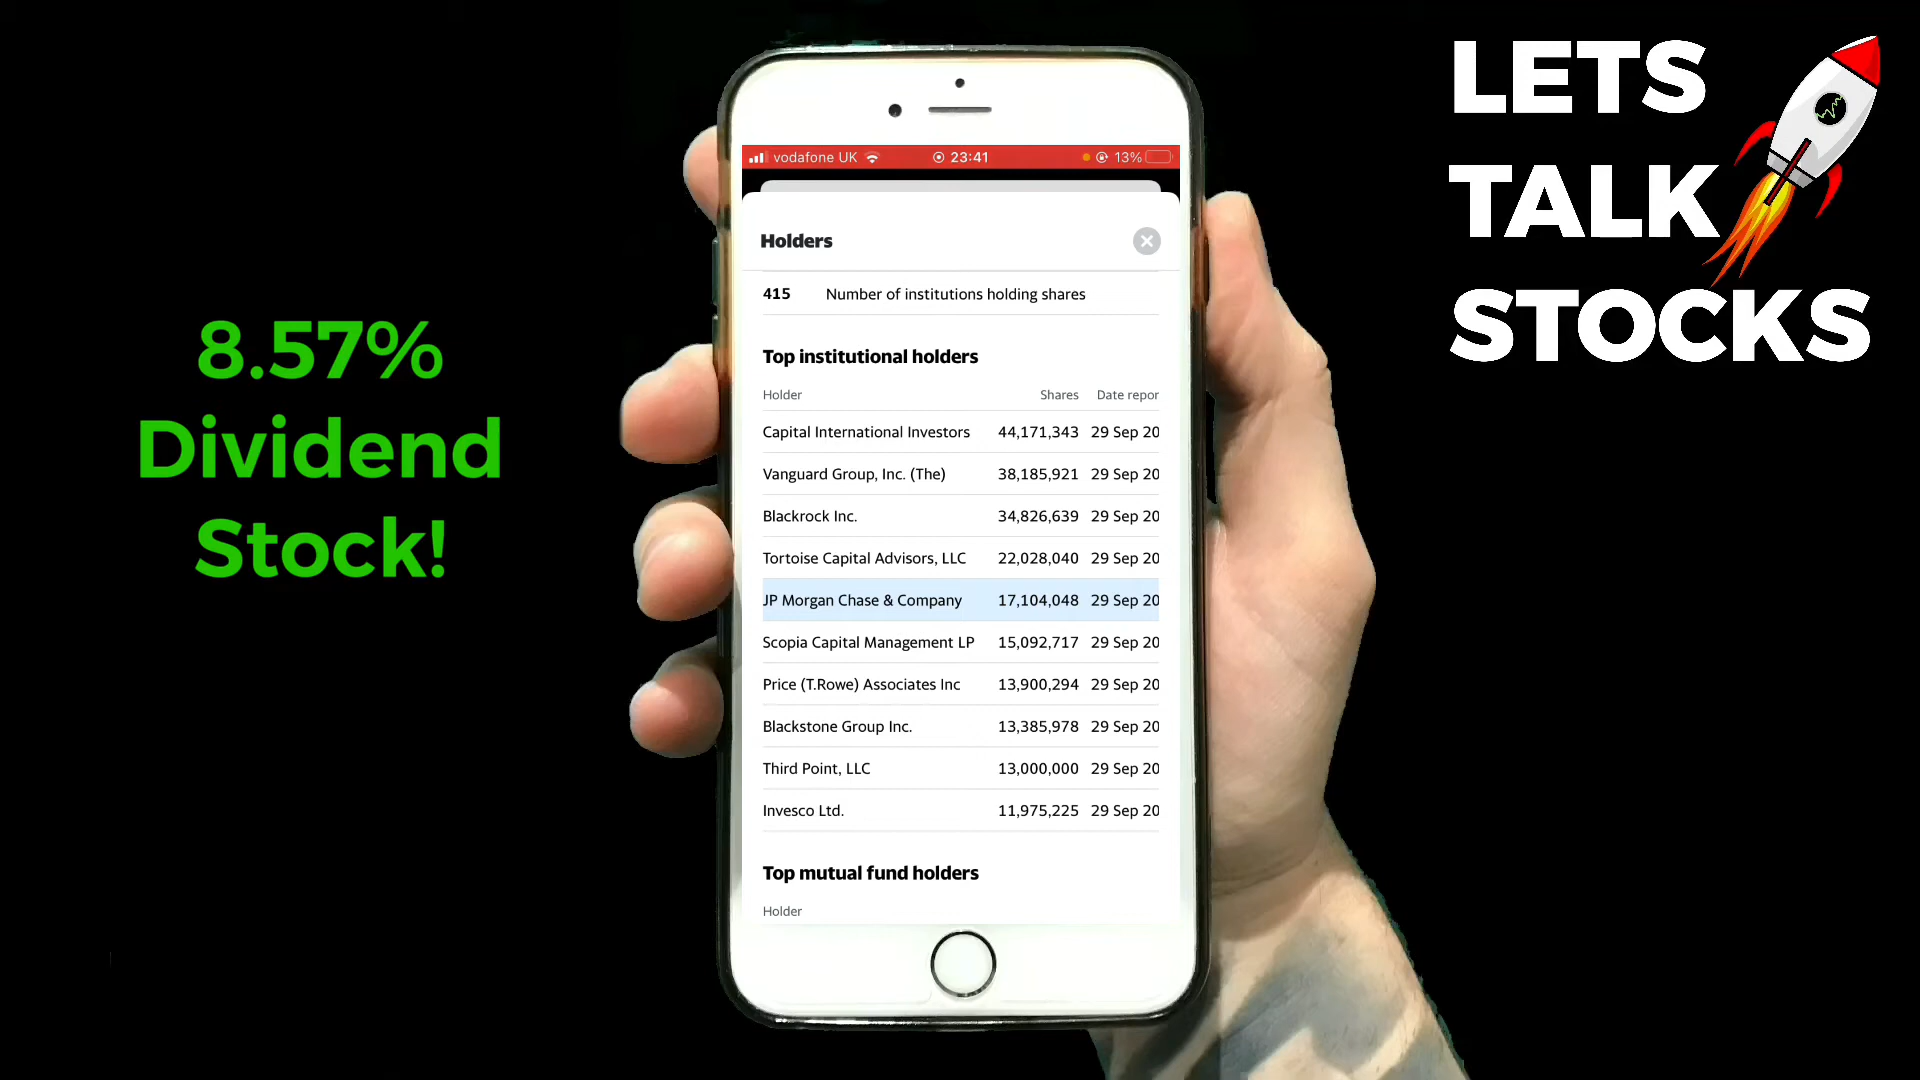 LETS
TALK
STOCKS
8.57%
Dividend
Stock!
vodafone UK 23:41 13%
Holders
415 Number of institutions holding shares
Top institutional holders
Holder Shares Date repor
Capital International Investors 44,171,343 29 Sep 20
Vanguard Group, Inc. (The) 38,185,921 29 Sep 20
Blackrock Inc. 34,826,639 29 Sep 20
Tortoise Capital Advisors, LLC 22,028,040 29 Sep 20
JP Morgan Chase & Company 17,104,048 29 Sep 20
Scopia Capital Management LP 15,092,717 29 Sep 20
Price (T.Rowe) Associates Inc 13,900,294 29 Sep 20
Blackstone Group Inc. 13,385,978 29 Sep 20
Third Point, LLC 13,000,000 29 Sep 20
Invesco Ltd. 11,975,225 29 Sep 20
Top mutual fund holders
Holder